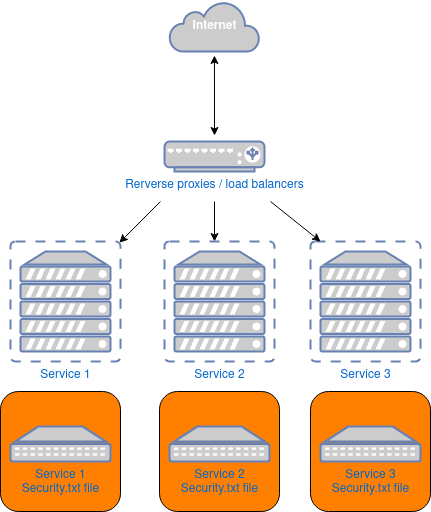 Internet
Rerverse proxies / load balancers
Service 1
Service 2
Service 3
Service 1
Security.txt file
Service 2
Security.txt file
Service 3
Security.txt file